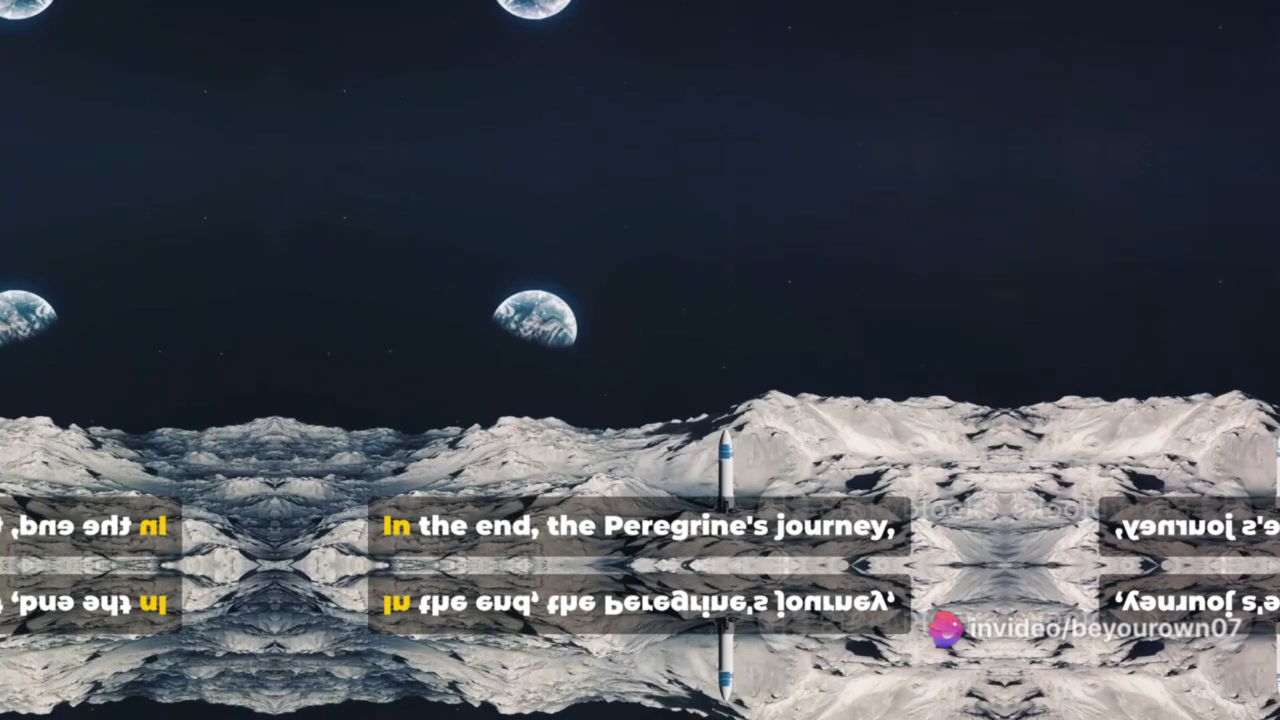 In the end, the Peregrine's journey,
In the end, the Peregrine's journey,
invideo/beyourown07